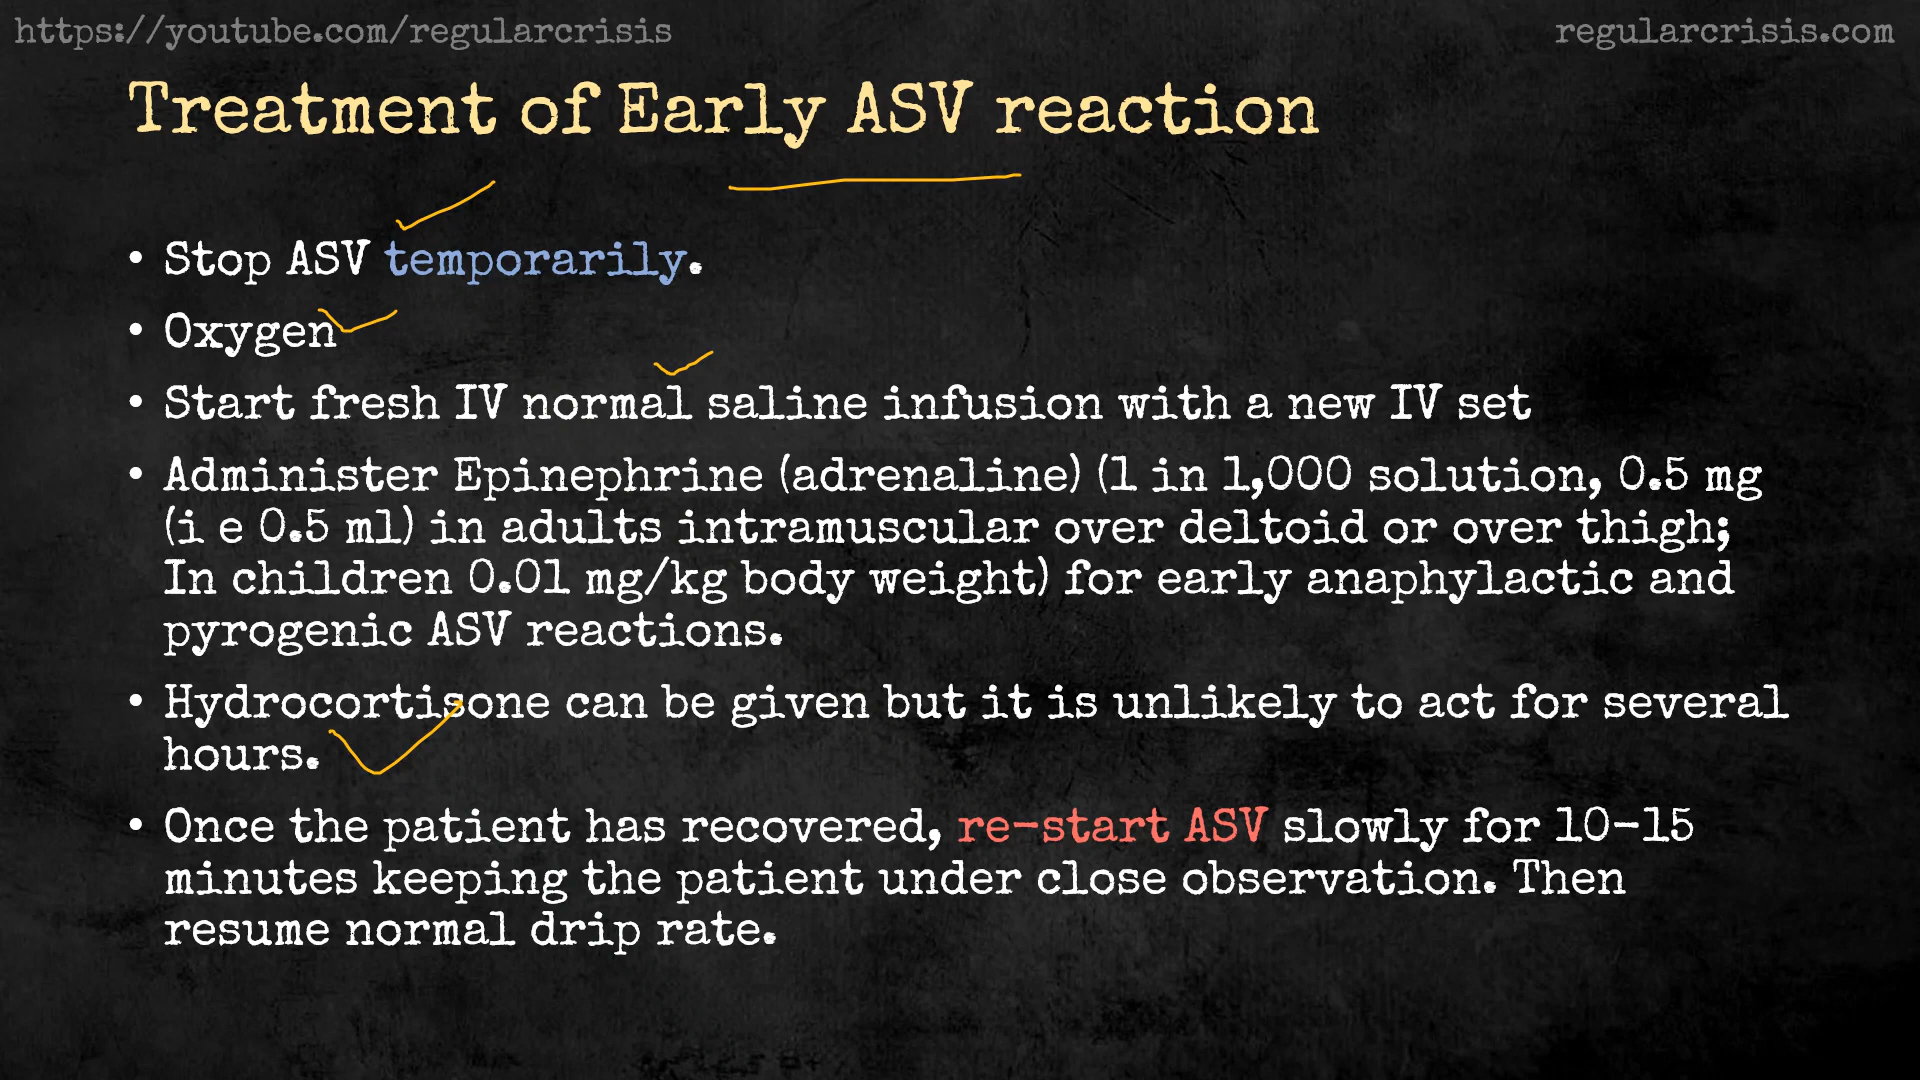 https://youtube.com/regularcrisis
regularcrisis.com
Treatment of Early ASV reaction
• Stop ASV temporarily.
• Oxygen
• Start fresh IV normal saline infusion with a new IV set
• Administer Epinephrine (adrenaline) (1 in 1,000 solution, 0.5 mg
(i e 0.5 ml) in adults intramuscular over deltoid or over thigh;
In children 0.01 mg/kg body weight) for early anaphylactic and
pyrogenic ASV reactions.
• Hydrocortisone can be given but it is unlikely to act for several
hours.
• Once the patient has recovered, re-start ASV slowly for 10-15
minutes keeping the patient under close observation. Then
resume normal drip rate.